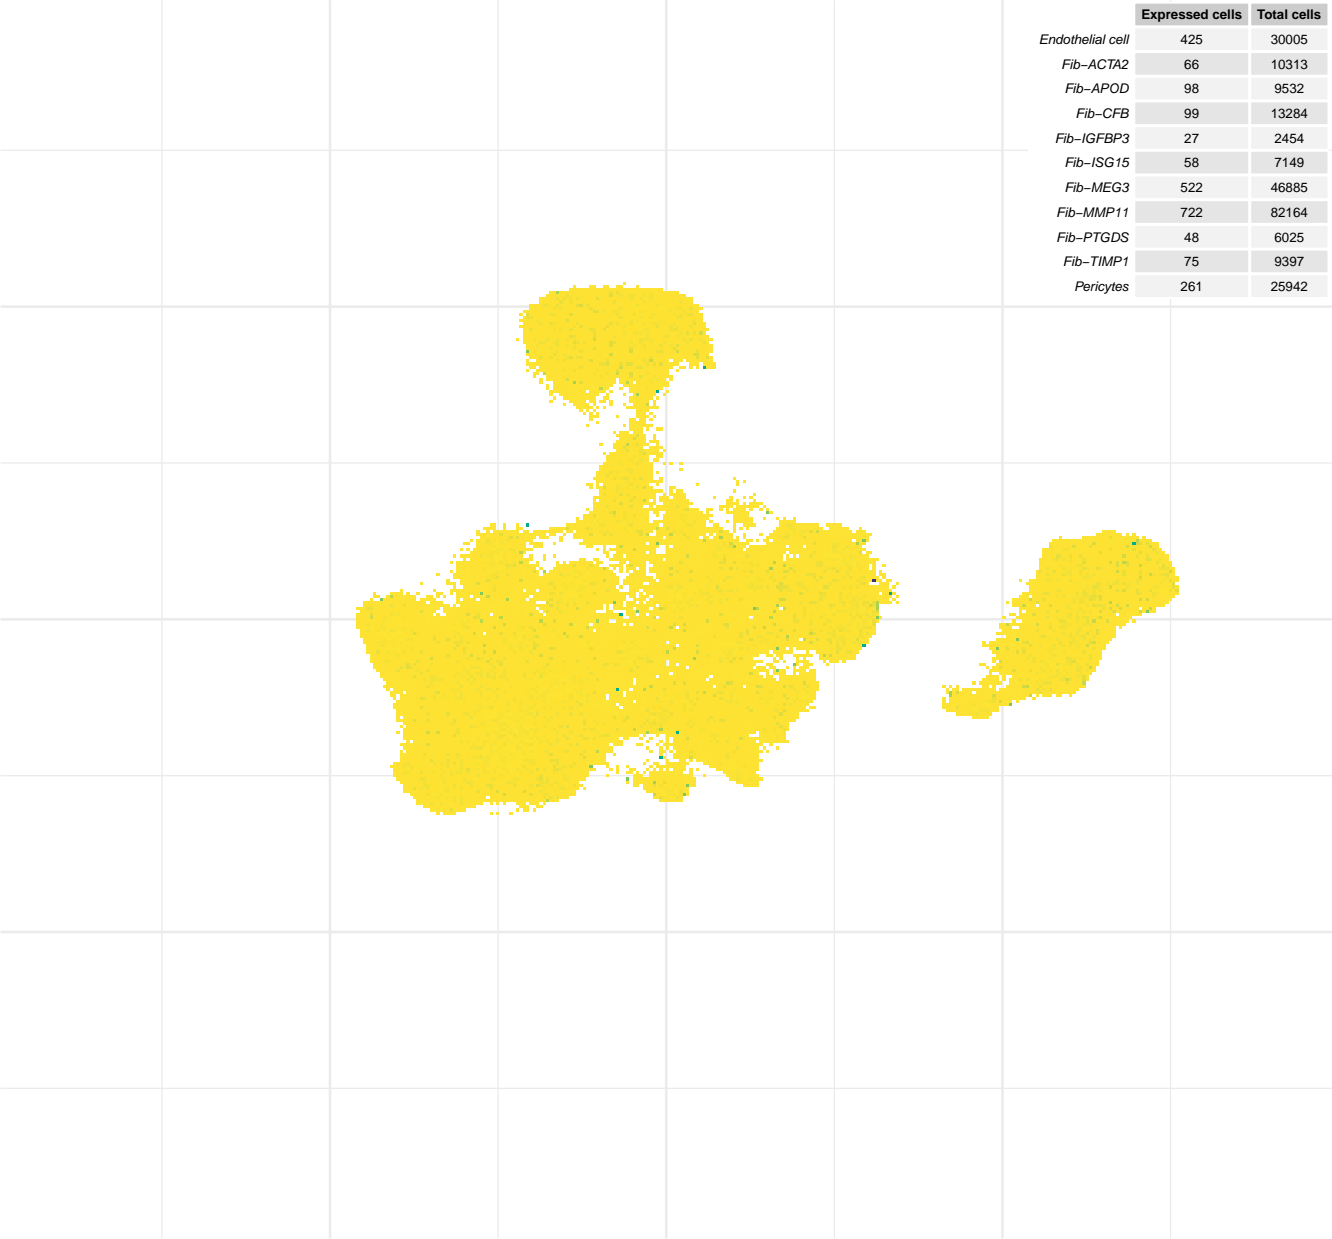 Expressed cells Total cells
Endothelial cell 425 30005
Fib−ACTA2 66 10313
Fib−APOD 98 9532
Fib−CFB 99 13284
Fib−IGFBP3 27 2454
Fib−ISG15 58 7149
Fib−MEG3 522 46885
Fib−MMP11 722 82164
Fib−PTGDS 48 6025
Fib−TIMP1 75 9397
Pericytes 261 25942